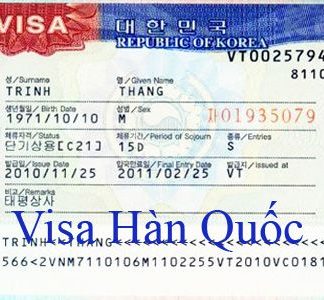 VISA 대한민국
REPUBLIC OF KOREA
VT0025794
8110
성/Surname 명/Given Name
TRINH THANG
생년월일/Birth Date 성/Sex
1971/10/10 M 01935079
체류자격/Status 체류기간/Period of Sojourn 종류/Entries
단기상용[C21] 15D S
발급일/Issue Date 입국만료일/Final Entry Date 발급지/Issued at
2010/11/25 2011/02/25 VT
비고/Remarks
태평상사
Visa Hàn Quốc
TRINH<<THANG<<<<<<<<<<<<<<<<<
566<2VNM7110106M1102255VT2010VC0181